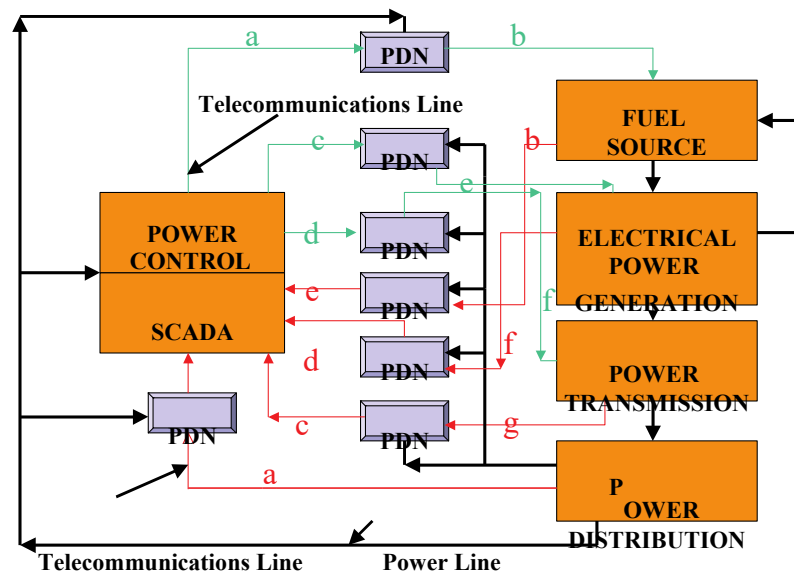 a
PDN
b
Telecommunications Line
FUEL
SOURCE
c
PDN
b
e
POWER
CONTROL
d
PDN
ELECTRICAL
POWER
GENERATION
e
PDN
f
SCADA
d
PDN
f
POWER
TRANSMISSION
PDN
c
PDN
g
a
P
OWER
DISTRIBUTION
Telecommunications Line
Power Line